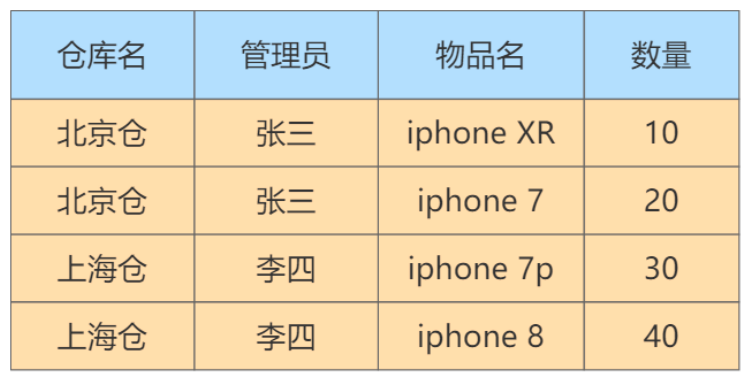 仓库名 管理员 物品名 数量
北京仓 张三 iphone XR 10
北京仓 张三 iphone 7 20
上海仓 李四 iphone 7p 30
上海仓 李四 iphone 8 40